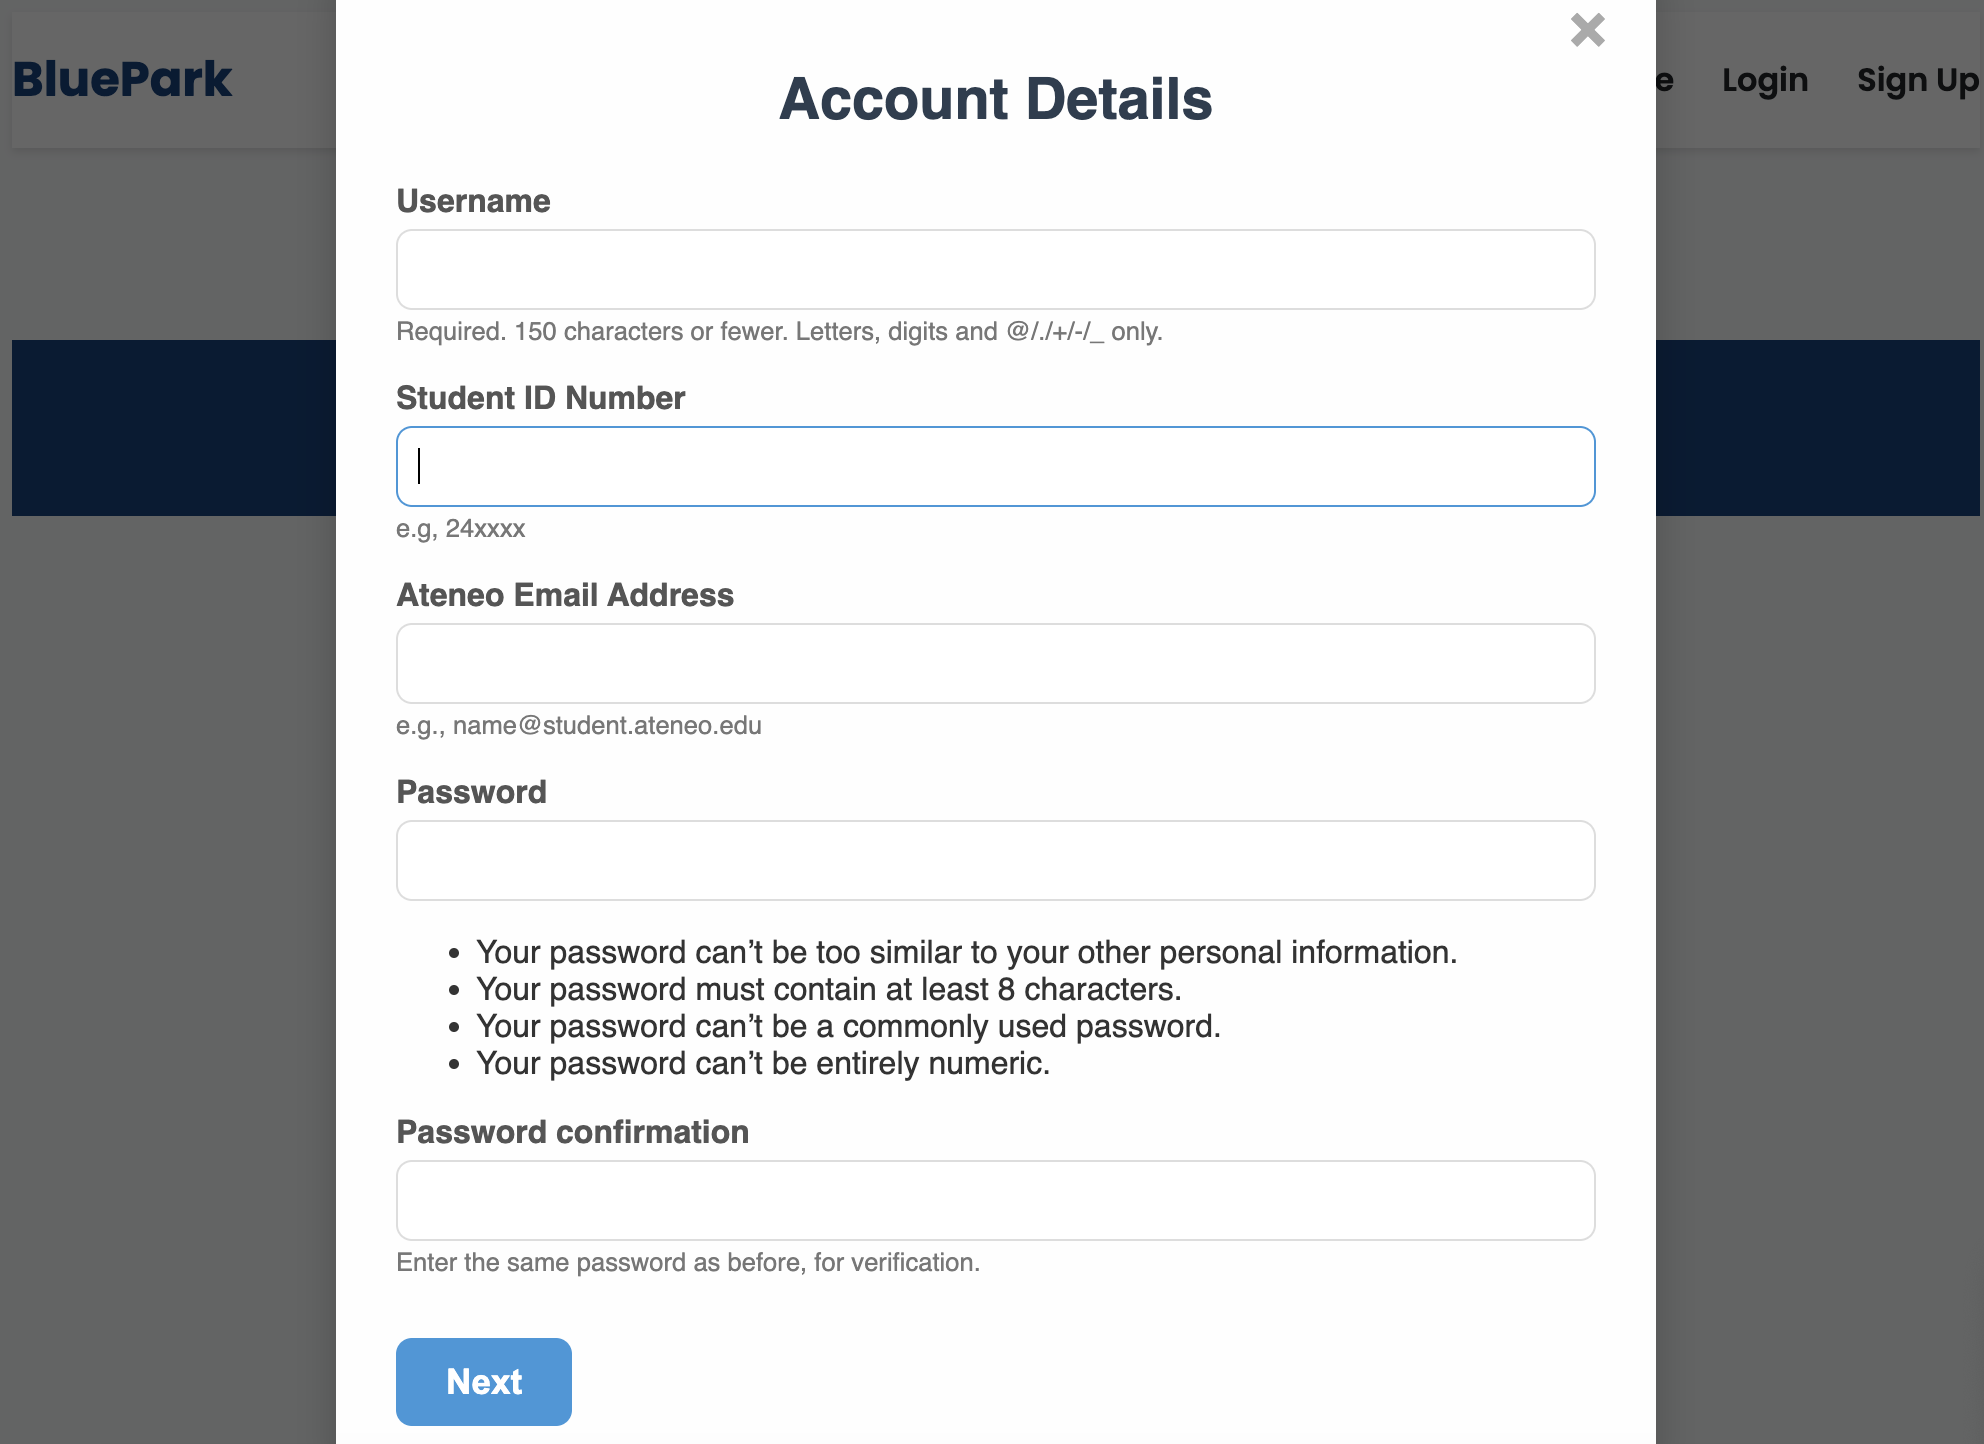 BluePark
e Login Sign Up
Account Details
Username
Required. 150 characters or fewer. Letters, digits and @/./+/-/_ only.
Student ID Number
e.g, 24xxxx
Ateneo Email Address
e.g., name@student.ateneo.edu
Password
• Your password can’t be too similar to your other personal information.
• Your password must contain at least 8 characters.
• Your password can’t be a commonly used password.
• Your password can’t be entirely numeric.
Password confirmation
Enter the same password as before, for verification.
Next